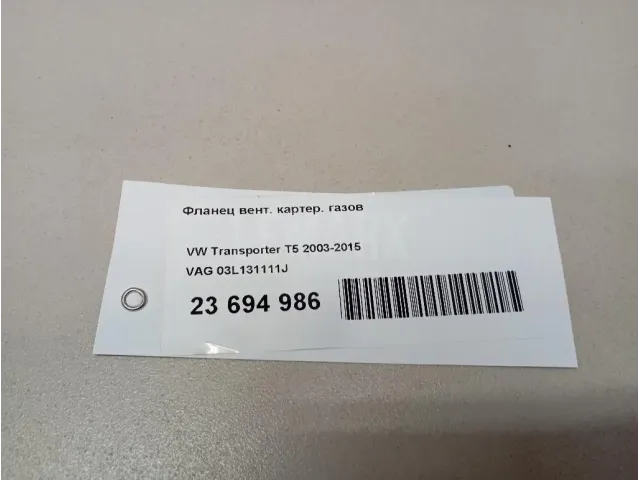 Фланец вент. картер. газов
VW Transporter T5 2003-2015
VAG 03L131111J
23 694 986